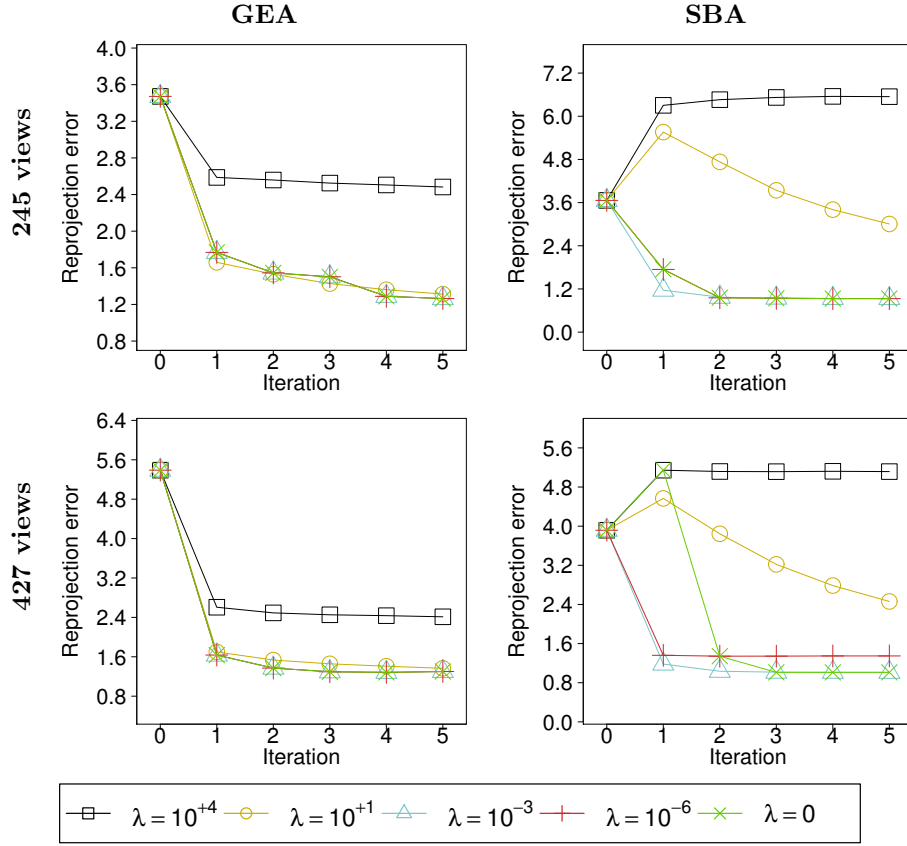 GEA
SBA
245 views
Reprojection error
4.0
3.6
3.2
2.8
2.4
2.0
1.6
1.2
0.8
0 1 2 3 4 5
Iteration
Reprojection error
7.2
6.0
4.8
3.6
2.4
1.2
0.0
0 1 2 3 4 5
Iteration
427 views
Reprojection error
6.4
5.6
4.8
4.0
3.2
2.4
1.6
0.8
0 1 2 3 4 5
Iteration
Reprojection error
5.6
4.8
4.0
3.2
2.4
1.6
0.8
0.0
0 1 2 3 4 5
Iteration
λ = 10⁺⁴ λ = 10⁺¹ λ = 10⁻³ λ = 10⁻⁶ λ = 0